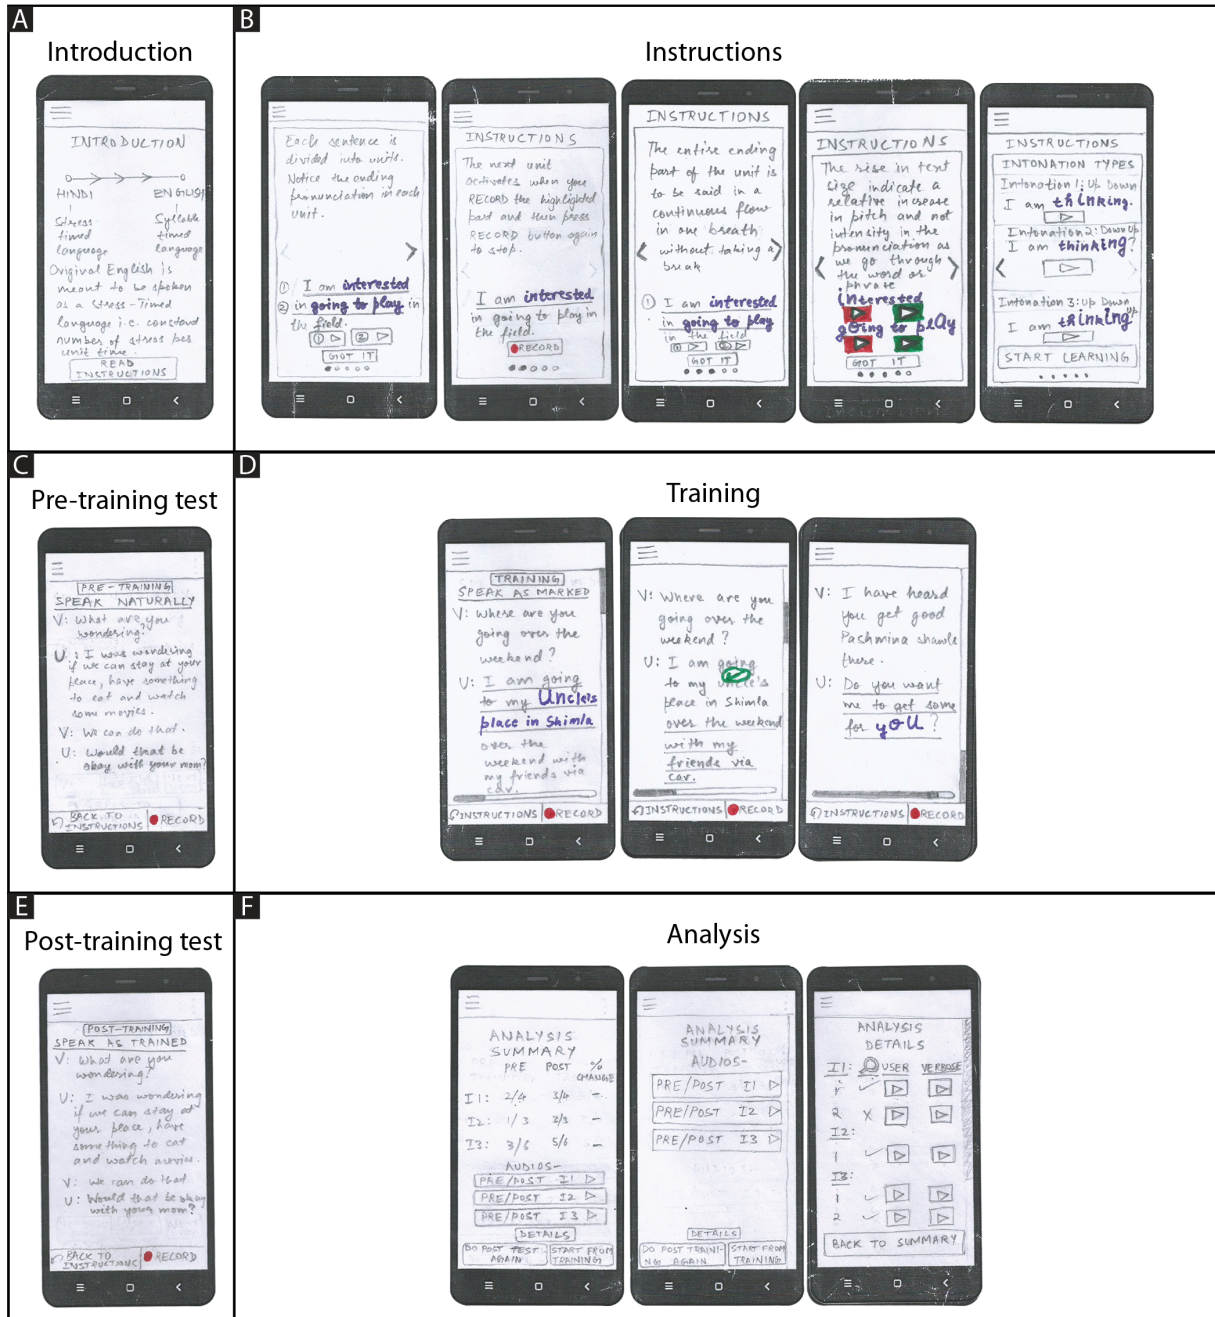 A
Introduction
INTRODUCTION
HINDI ENGLISH
Stress Syllable
timed timed
language language
Original English is
meant to be spoken
as a Stress-Timed
language i.e. constand
number of stress per
unit time.
READ
INSTRUCTIONS
B
Instructions
Each sentence is
divided into units.
Notice the ending
pronunciation in each
unit.
① I am interested
② in going to play in
the field.
① ②
GOT IT
INSTRUCTIONS
The next unit
activates when you
RECORD the highlighted
part and then press
RECORD button again
to stop.
I am interested
in going to play in
the field.
RECORD
INSTRUCTIONS
The entire ending
part of the unit is
to be said in a
continuous flow
in one breath
without taking a
break
① I am interested
in going to play
in the field
① ②
GOT IT
INSTRUCTIONS
The rise in text
size indicate a
relative increase
in pitch and not
intensity in the
pronunciation as
we go through
the word or
phrase
interested
going to play
GOT IT
INSTRUCTIONS
INTONATION TYPES
Intonation 1: Up Down
I am thinking.
Intonation 2: Down Up
I am thinking?
Intonation 3: Up Down
Up
I am thinking
START LEARNING
C
Pre-training test
PRE-TRAINING
SPEAK NATURALLY
V: What are you
wondering?
U: I was wondering
if we can stay at your
place, have something
to eat and watch
some movies.
V: We can do that.
U: Would that be
okay with your mom?
BACK TO
INSTRUCTIONS
RECORD
D
Training
TRAINING
SPEAK AS MARKED
V: Where are you
going over the
weekend?
U: I am going
to my Uncle's
place in Shimla
over the
weekend with
my friends via
car.
INSTRUCTIONS RECORD
V: Where are you
going over the
weekend?
U: I am going
to my uncle's
place in Shimla
over the weekend
with my
friends via
car.
INSTRUCTIONS RECORD
V: I have heard
you get good
Pashmina shawls
there.
U: Do you want
me to get some
for you?
INSTRUCTIONS RECORD
E
Post-training test
POST-TRAINING
SPEAK AS TRAINED
V: What are you
wondering?
U: I was wondering
if we can stay at
your place, have
something to eat
and watch movies.
V: We can do that
U: Would that be okay
with your mom?
BACK TO
INSTRUCTIONS
RECORD
F
Analysis
ANALYSIS
SUMMARY
PRE POST %
CHANGE
I1: 2/4 3/4 -
I2: 1/3 3/3 -
I3: 3/6 5/6 -
AUDIOS-
PRE/POST I1
PRE/POST I2
PRE/POST I3
DETAILS
DO POST TEST
AGAIN
START FROM
TRAINING
ANALYSIS
SUMMARY
AUDIOS-
PRE/POST I1
PRE/POST I2
PRE/POST I3
DETAILS
DO POST TRAINI-
NG AGAIN
START FROM
TRAINING
ANALYSIS
DETAILS
I1: USER VERBOSE
1
2 X
I2:
1
I3:
1
2
BACK TO SUMMARY